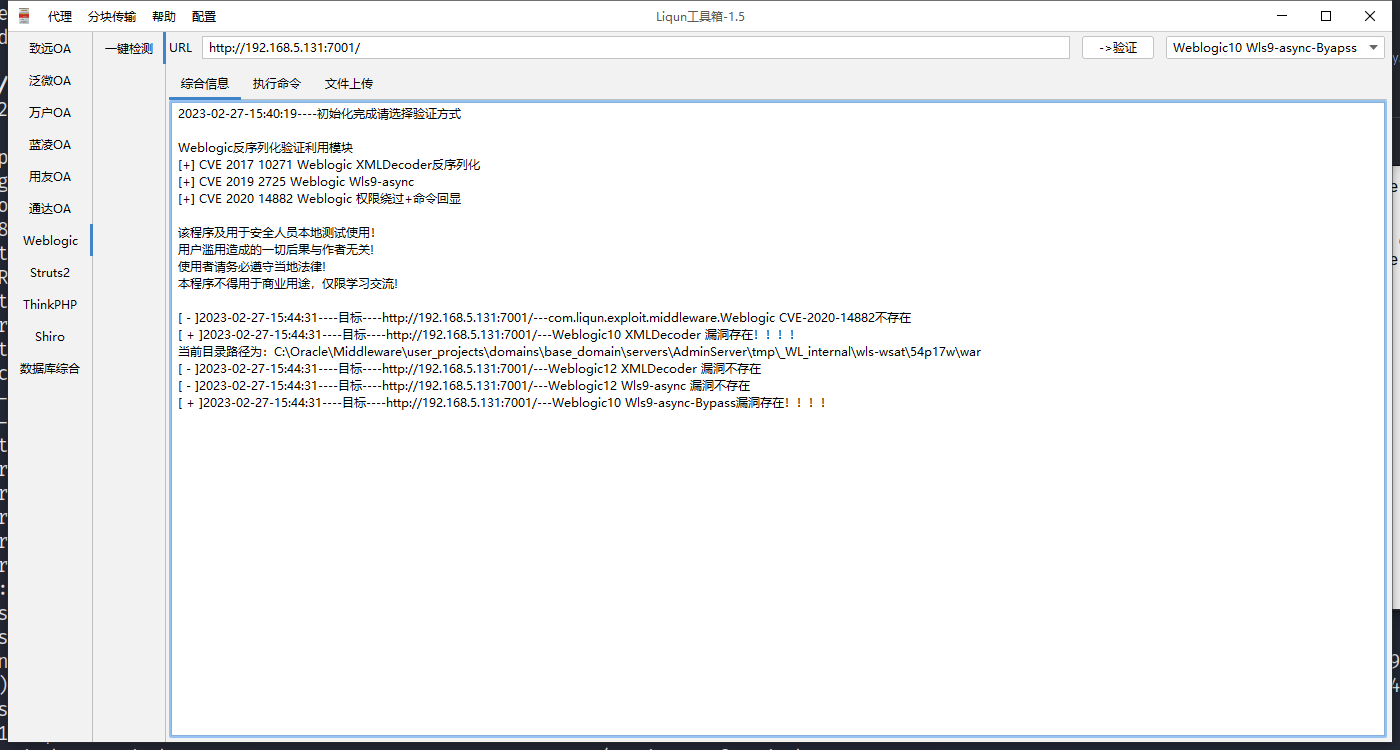 代理 分块传输 帮助 配置 Liqun工具箱-1.5
致远OA
泛微OA
万户OA
蓝凌OA
用友OA
通达OA
Weblogic
Struts2
ThinkPHP
Shiro
数据库综合
一键检测
URL http://192.168.5.131:7001/ ->验证 Weblogic10 Wls9-async-Byapss
综合信息 执行命令 文件上传
2023-02-27-15:40:19----初始化完成请选择验证方式
Weblogic反序列化验证利用模块
[+] CVE 2017 10271 Weblogic XMLDecoder反序列化
[+] CVE 2019 2725 Weblogic Wls9-async
[+] CVE 2020 14882 Weblogic 权限绕过+命令回显
该程序及用于安全人员本地测试使用！
用户滥用造成的一切后果与作者无关!
使用者请务必遵守当地法律!
本程序不得用于商业用途，仅限学习交流!
[ - ]2023-02-27-15:44:31----目标----http://192.168.5.131:7001/---com.liqun.exploit.middleware.Weblogic CVE-2020-14882不存在
[ + ]2023-02-27-15:44:31----目标----http://192.168.5.131:7001/---Weblogic10 XMLDecoder 漏洞存在！！！！
当前目录路径为：C:\Oracle\Middleware\user_projects\domains\base_domain\servers\AdminServer\tmp\_WL_internal\wls-wsat\54p17w\war
[ - ]2023-02-27-15:44:31----目标----http://192.168.5.131:7001/---Weblogic12 XMLDecoder 漏洞不存在
[ - ]2023-02-27-15:44:31----目标----http://192.168.5.131:7001/---Weblogic12 Wls9-async 漏洞不存在
[ + ]2023-02-27-15:44:31----目标----http://192.168.5.131:7001/---Weblogic10 Wls9-async-Bypass漏洞存在！！！！